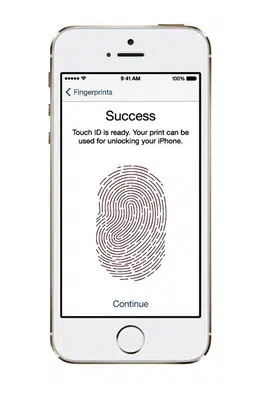 9:41 AM 100%
Fingerprints
Success
Touch ID is ready. Your print can be
used for unlocking your iPhone.
Continue